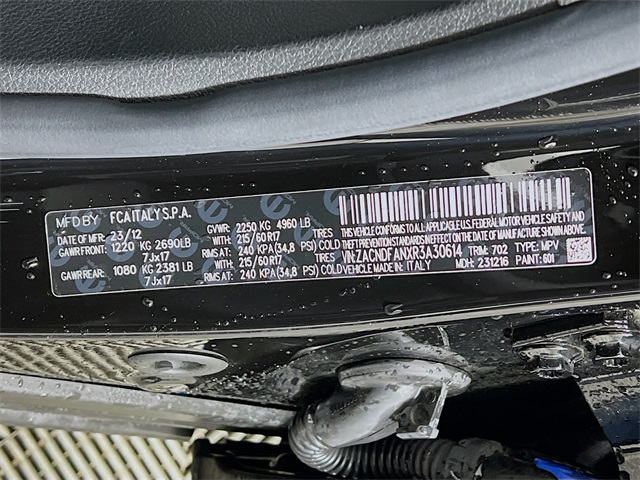 MFD BY FCA ITALY S.P.A.
DATE OF MFR: 23/12 GVWR: 2250 KG 4960 LB
GAWR FRONT: 1220 KG 2690LB WITH: 215/60R17 TIRES
7Jx17 RIMS AT: 240 KPA(34,8 PSI) COLD
GAWR REAR: 1080 KG 2381 LB WITH: 215/60R17 TIRES
7Jx17 RIMS AT: 240 KPA(34,8 PSI) COLD
THIS VEHICLE CONFORMS TO ALL APPLICABLE U.S. FEDERAL MOTOR VEHICLE SAFETY,
BUMPER AND THEFT PREVENTION STANDARDS IN EFFECT ON THE DATE OF MANUFACTURE SHOWN ABOVE
VIN: ZACNDFANXR3A30614 TRIM: 702 TYPE: MPV
VEHICLE MADE IN: ITALY MDH: 231216 PAINT: 601